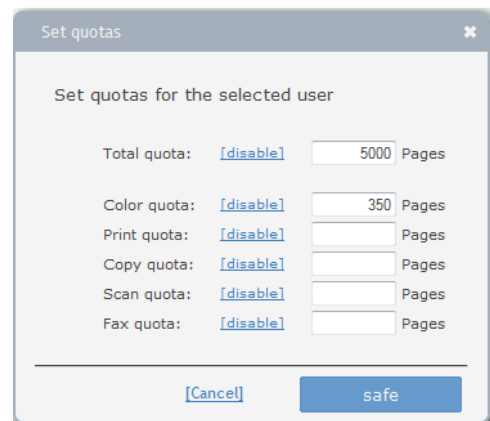 Set quotas
Set quotas for the selected user
Total quota: [disable] 5000 Pages
Color quota: [disable] 350 Pages
Print quota: [disable] Pages
Copy quota: [disable] Pages
Scan quota: [disable] Pages
Fax quota: [disable] Pages
[Cancel] safe